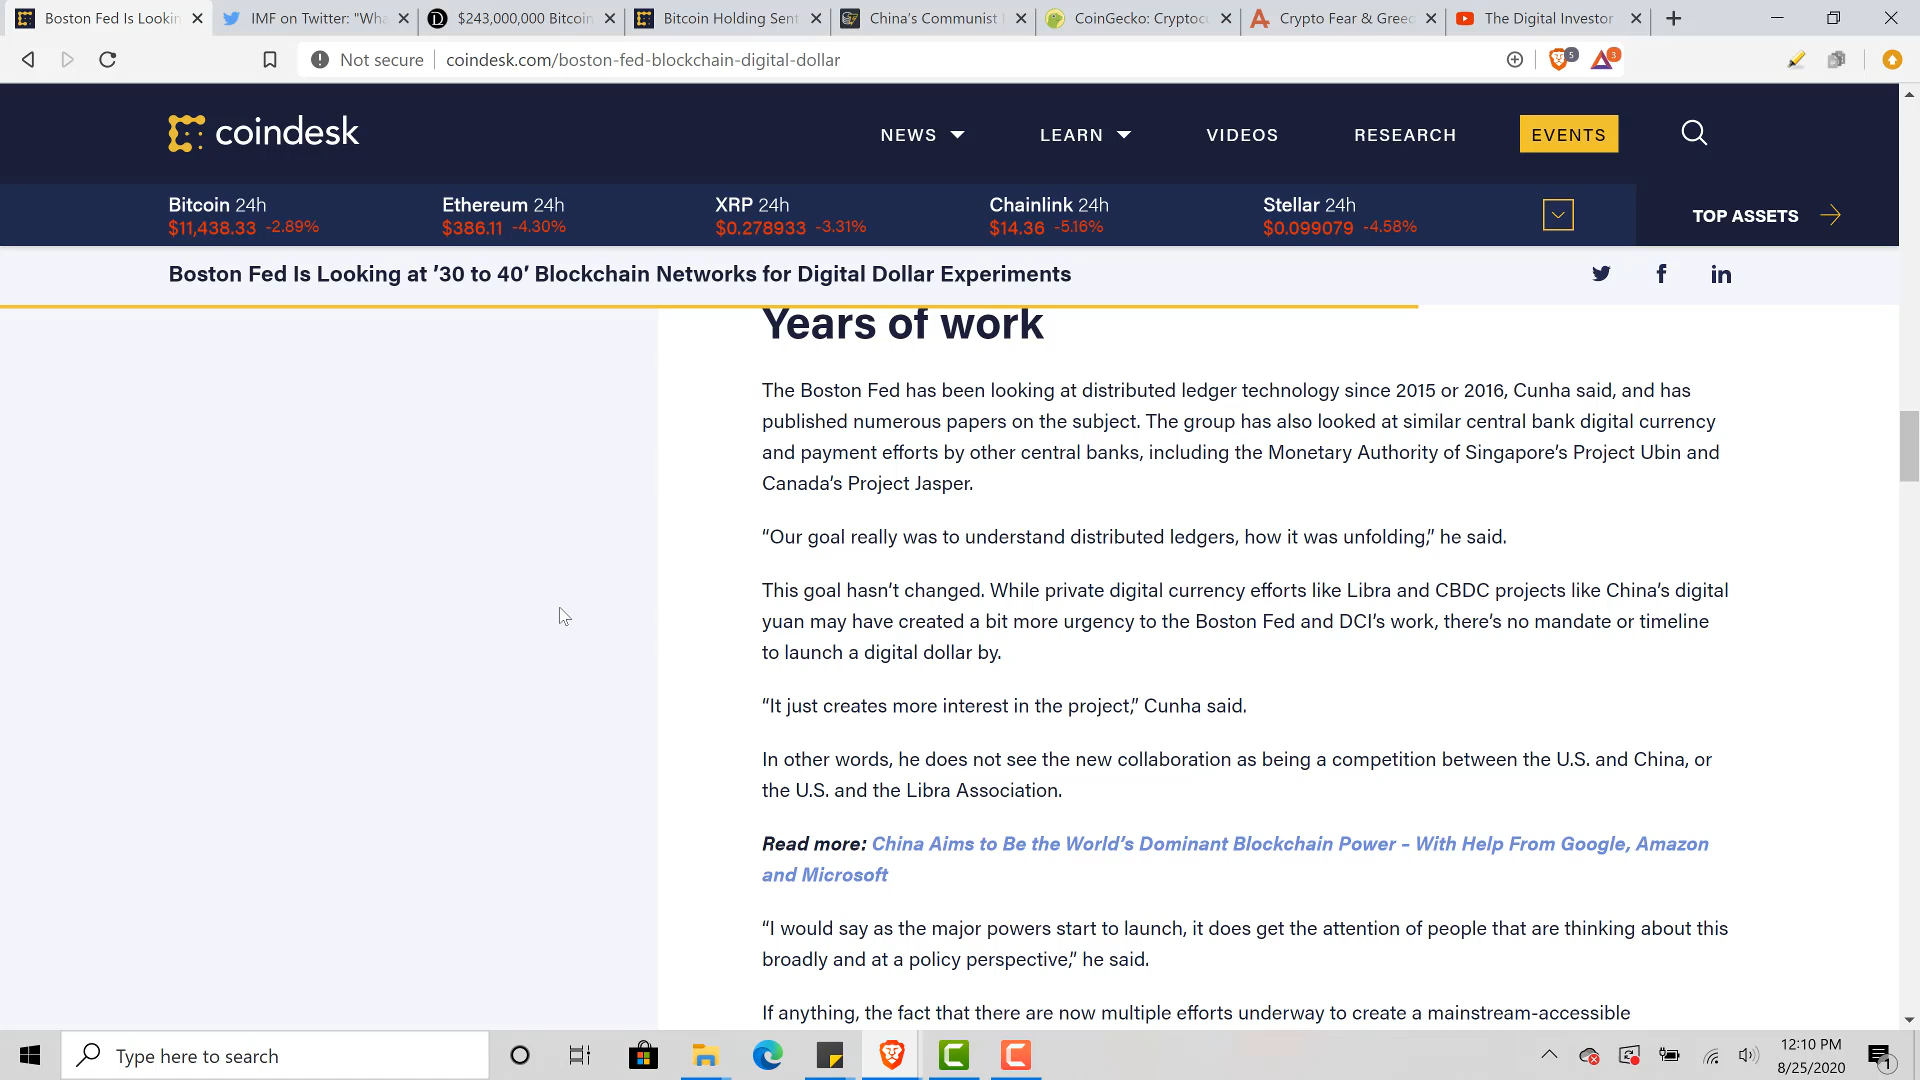 Boston Fed Is Lookin
IMF on Twitter: "Wha
$243,000,000 Bitcoin
Bitcoin Holding Sent
China's Communist
CoinGecko: Cryptocu
Crypto Fear & Greed
The Digital Investor
Not secure
coindesk.com/boston-fed-blockchain-digital-dollar
5
3
coindesk
NEWS
LEARN
VIDEOS
RESEARCH
EVENTS
Bitcoin 24h
$11,438.33 -2.89%
Ethereum 24h
$386.11 -4.30%
XRP 24h
$0.278933 -3.31%
Chainlink 24h
$14.36 -5.16%
Stellar 24h
$0.099079 -4.58%
TOP ASSETS
Boston Fed Is Looking at '30 to 40' Blockchain Networks for Digital Dollar Experiments
Years of work
The Boston Fed has been looking at distributed ledger technology since 2015 or 2016, Cunha said, and has
published numerous papers on the subject. The group has also looked at similar central bank digital currency
and payment efforts by other central banks, including the Monetary Authority of Singapore's Project Ubin and
Canada's Project Jasper.
“Our goal really was to understand distributed ledgers, how it was unfolding,” he said.
This goal hasn't changed. While private digital currency efforts like Libra and CBDC projects like China's digital
yuan may have created a bit more urgency to the Boston Fed and DCI's work, there's no mandate or timeline
to launch a digital dollar by.
“It just creates more interest in the project,” Cunha said.
In other words, he does not see the new collaboration as being a competition between the U.S. and China, or
the U.S. and the Libra Association.
Read more: China Aims to Be the World's Dominant Blockchain Power – With Help From Google, Amazon
and Microsoft
“I would say as the major powers start to launch, it does get the attention of people that are thinking about this
broadly and at a policy perspective,” he said.
If anything, the fact that there are now multiple efforts underway to create a mainstream-accessible
Type here to search
12:10 PM
8/25/2020
1